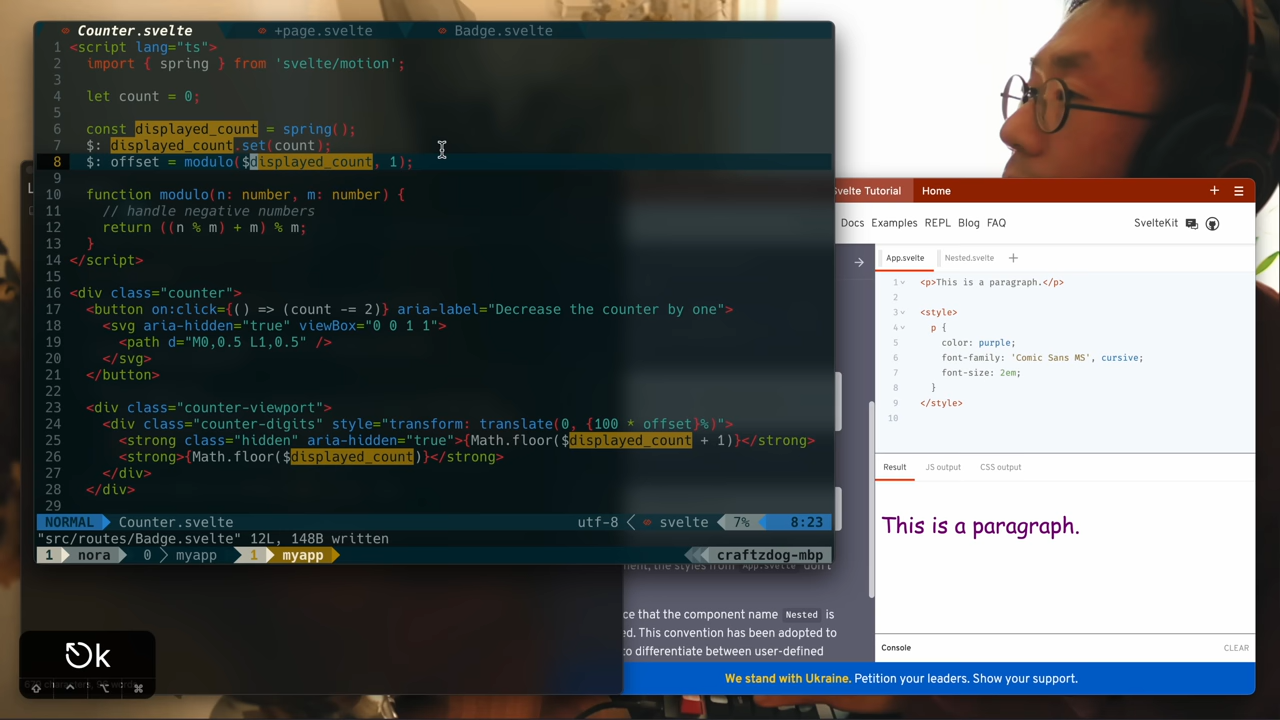 Counter.svelte +page.svelte Badge.svelte
1 <script lang="ts">
2 import { spring } from 'svelte/motion';
3
4 let count = 0;
5
6 const displayed_count = spring();
7 $: displayed_count.set(count);
8 $: offset = modulo($displayed_count, 1);
9
10 function modulo(n: number, m: number) {
11 // handle negative numbers
12 return ((n % m) + m) % m;
13 }
14 </script>
15
16 <div class="counter">
17 <button on:click={() => (count -= 2)} aria-label="Decrease the counter by one">
18 <svg aria-hidden="true" viewBox="0 0 1 1">
19 <path d="M0,0.5 L1,0.5" />
20 </svg>
21 </button>
22
23 <div class="counter-viewport">
24 <div class="counter-digits" style="transform: translate(0, {100 * offset}%)">
25 <strong class="hidden" aria-hidden="true">{Math.floor($displayed_count + 1)}</strong>
26 <strong>{Math.floor($displayed_count)}</strong>
27 </div>
28 </div>
29
NORMAL Counter.svelte utf-8 svelte 7% 8:23
"src/routes/Badge.svelte" 12L, 148B written
1 nora 0 myapp 1 myapp craftzdog-mbp
k
Svelte Tutorial Home
Docs Examples REPL Blog FAQ SvelteKit
App.svelte Nested.svelte
1 <p>This is a paragraph.</p>
2
3 <style>
4 p {
5 color: purple;
6 font-family: 'Comic Sans MS', cursive;
7 font-size: 2em;
8 }
9 </style>
10
Result JS output CSS output
This is a paragraph.
Console CLEAR
the styles from App.svelte don't
that the component name Nested is
This convention has been adopted to
to differentiate between user-defined
We stand with Ukraine. Petition your leaders. Show your support.